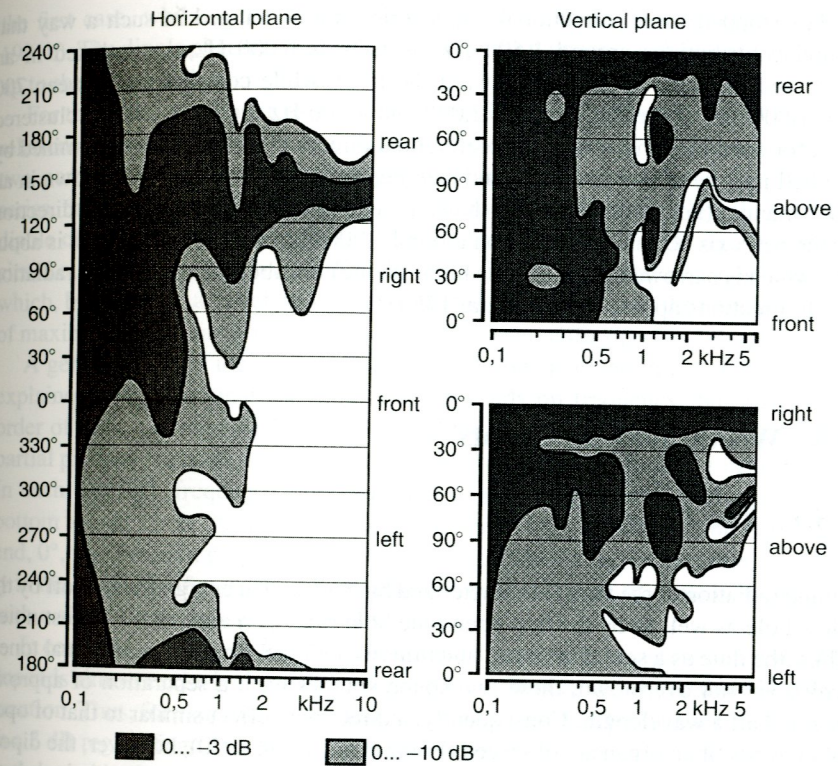 Horizontal plane
240°
210°
180°
150°
120°
90°
60°
30°
0°
330°
300°
270°
240°
210°
180°
rear
right
front
left
rear
0,1 0,5 1 2 kHz 10
Vertical plane
0°
30°
60°
90°
60°
30°
0°
rear
above
front
0,1 0,5 1 2 kHz 5
0°
30°
60°
90°
60°
30°
0°
right
above
left
0,1 0,5 1 2 kHz 5
0... –3 dB
0... –10 dB